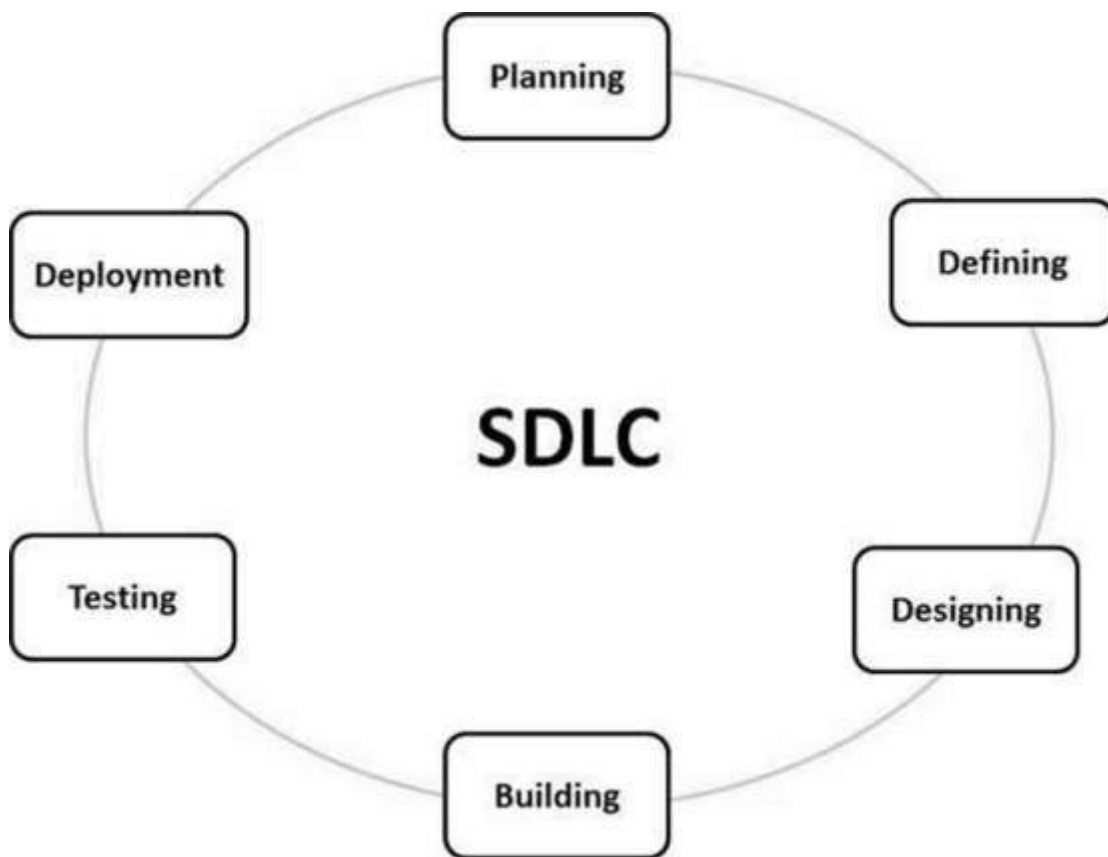 Planning
Defining
Designing
Building
Testing
Deployment
SDLC